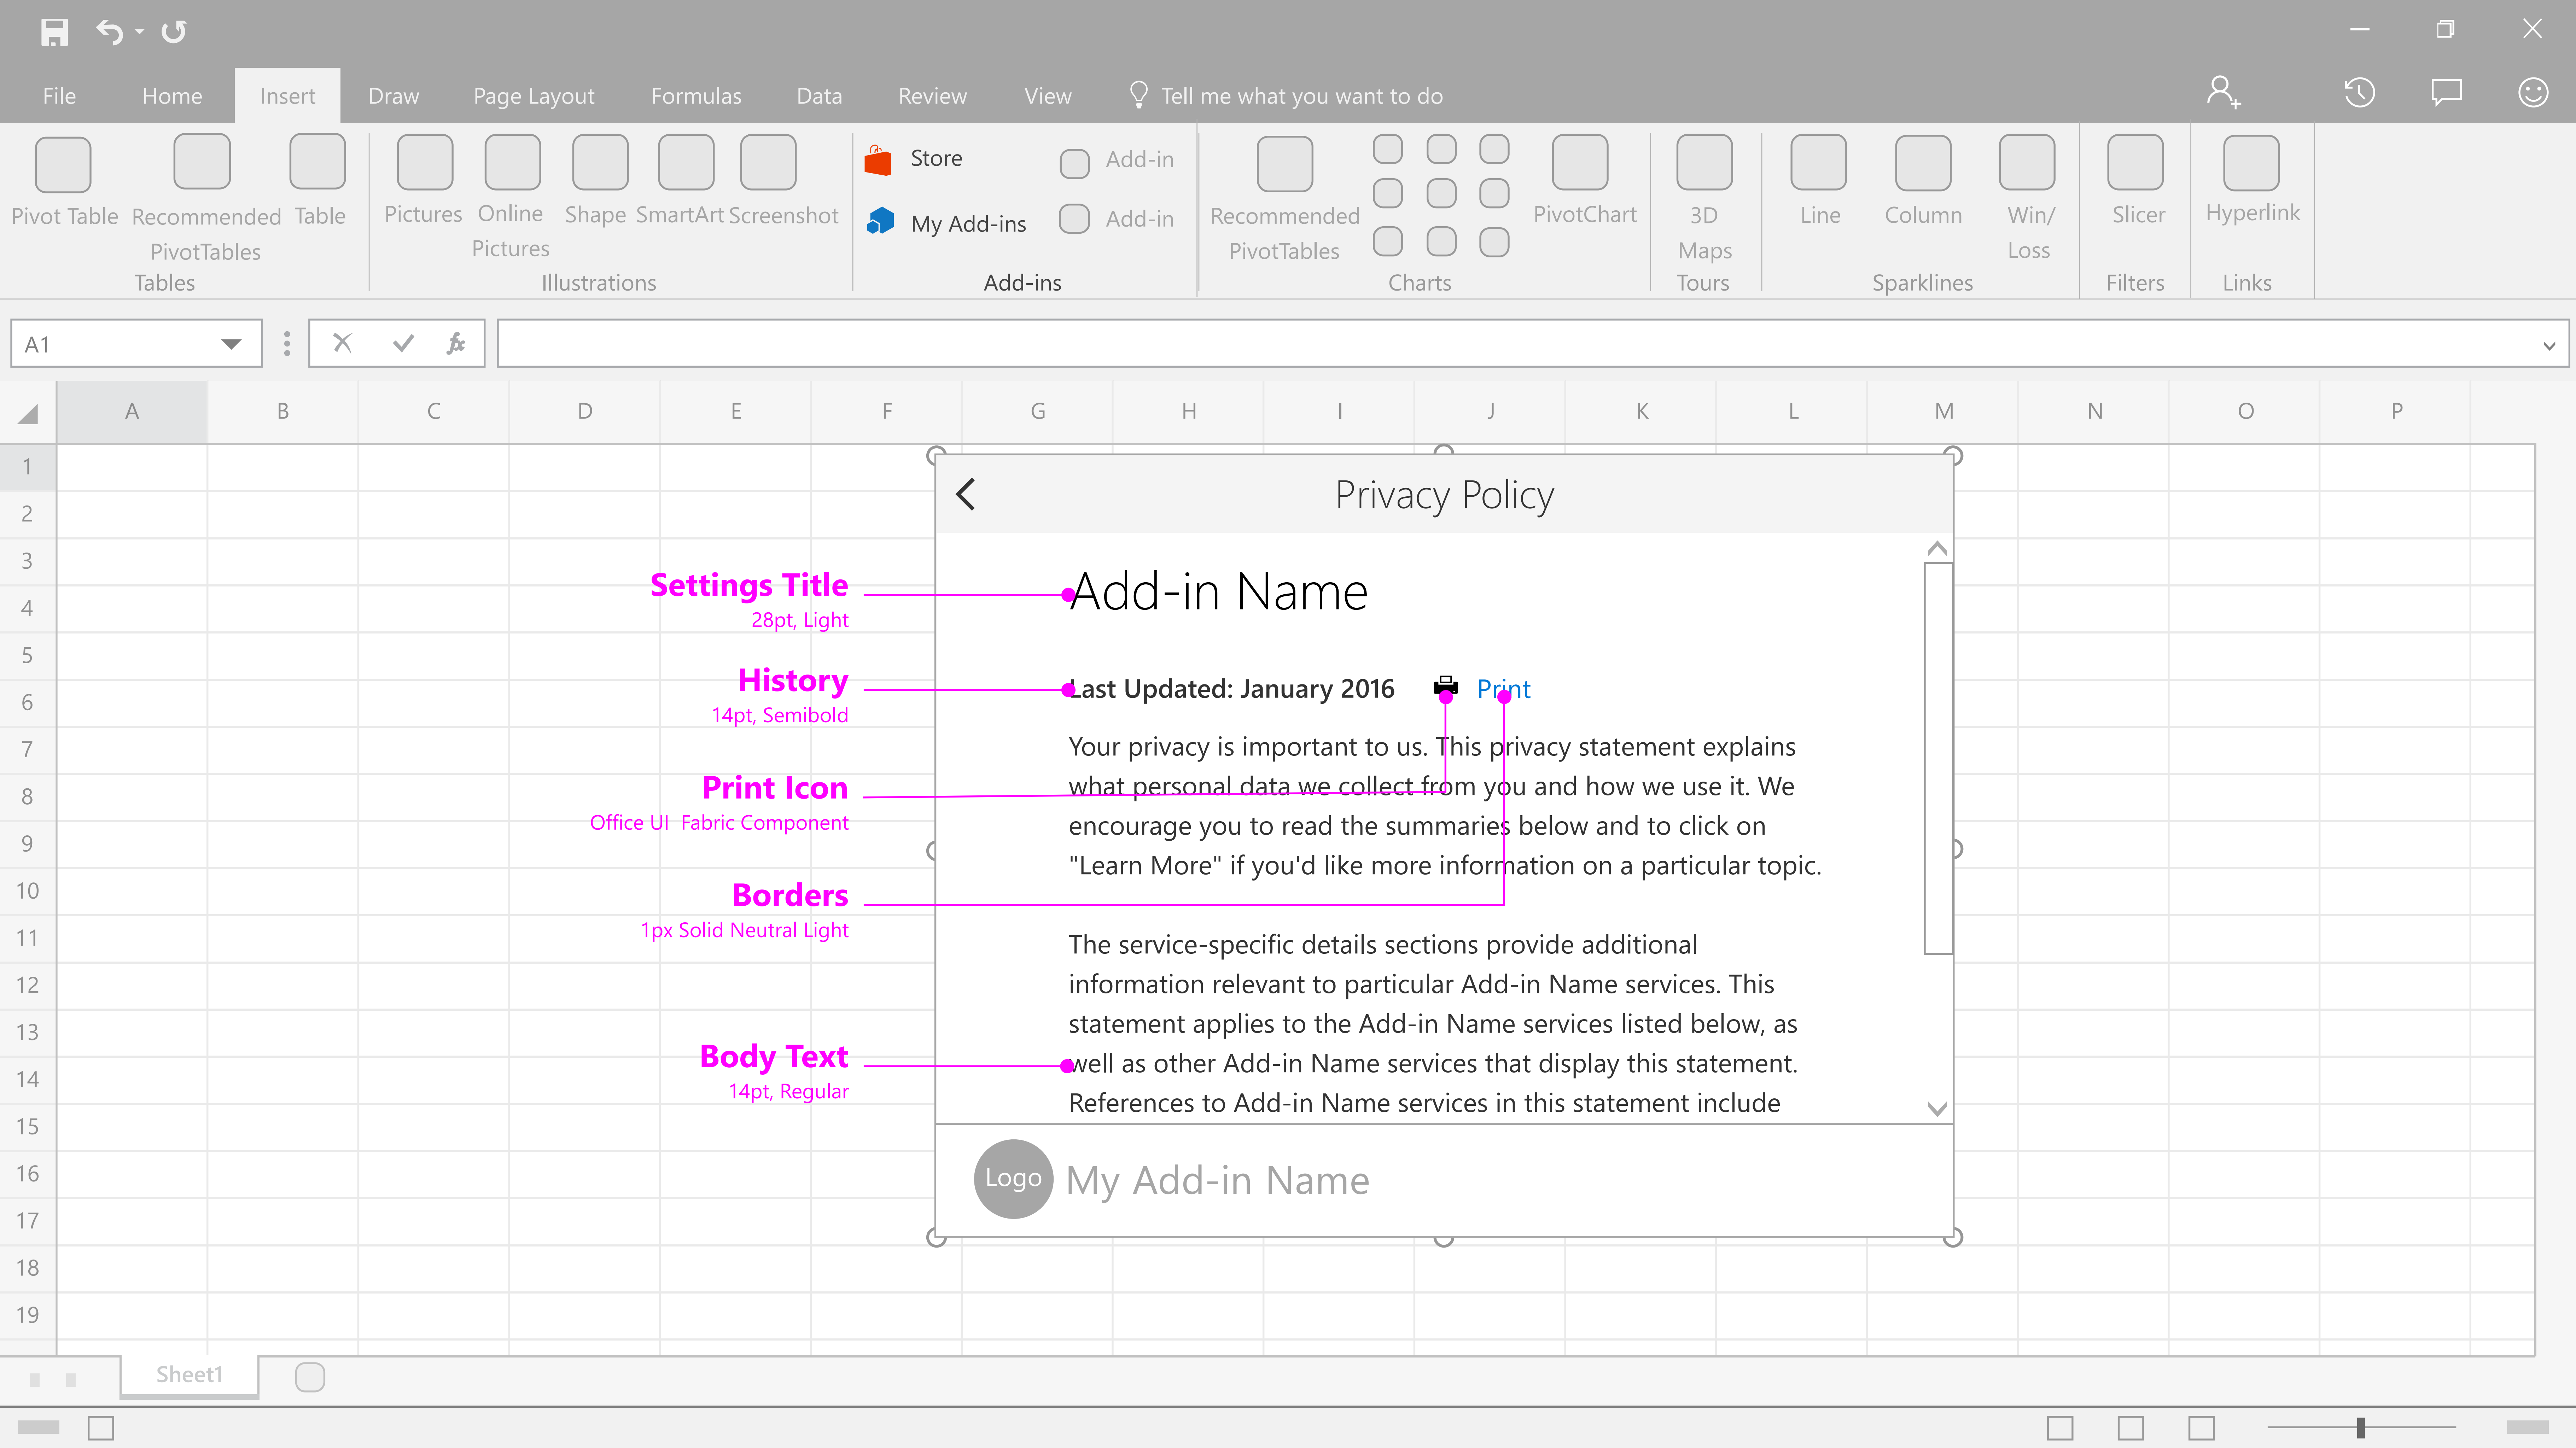 File Home Insert Draw Page Layout Formulas Data Review View Tell me what you want to do
Pivot Table
Recommended
PivotTables
Table
Tables
Pictures
Online
Pictures
Shape
SmartArt
Screenshot
Illustrations
Store
My Add-ins
Add-in
Add-in
Add-ins
Recommended
PivotTables
PivotChart
Charts
3D
Maps
Tours
Line
Column
Win/
Loss
Sparklines
Slicer
Filters
Hyperlink
Links
A1
fx
A B C D E F G H I J K L M N O P
1
2
3
4
5
6
7
8
9
10
11
12
13
14
15
16
17
18
19
Settings Title
28pt, Light
History
14pt, Semibold
Print Icon
Office UI  Fabric Component
Borders
1px Solid Neutral Light
Body Text
14pt, Regular
Privacy Policy
Add-in Name
Last Updated: January 2016 Print
Your privacy is important to us. This privacy statement explains
what personal data we collect from you and how we use it. We
encourage you to read the summaries below and to click on
"Learn More" if you'd like more information on a particular topic.
The service-specific details sections provide additional
information relevant to particular Add-in Name services. This
statement applies to the Add-in Name services listed below, as
well as other Add-in Name services that display this statement.
References to Add-in Name services in this statement include
Logo My Add-in Name
Sheet1